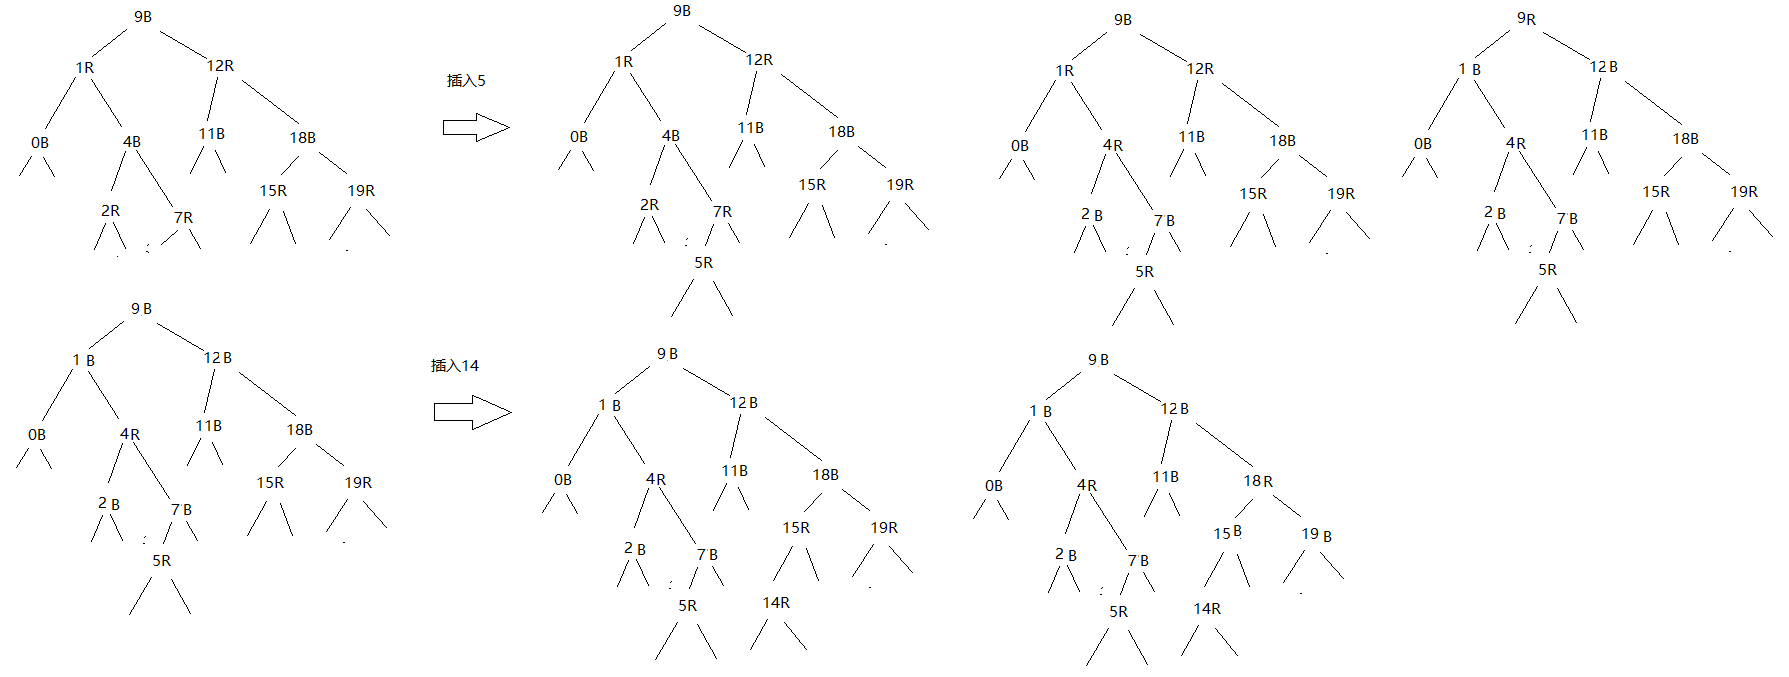 9B
1R 12R
0B 4B 11B 18B
2R 7R 15R 19R
插入5
9B
1R 12R
0B 4B 11B 18B
2R 7R 15R 19R
5R
9B
1R 12R
0B 4R 11B 18B
2 B 7 B 15R 19R
5R
9R
1 B 12 B
0B 4R 11B 18B
2 B 7 B 15R 19R
5R
9 B
1 B 12 B
0B 4R 11B 18B
2 B 7 B 15R 19R
5R
插入14
9 B
1 B 12 B
0B 4R 11B 18B
2 B 7 B 15R 19R
5R 14R
9 B
1 B 12 B
0B 4R 11B 18 R
2 B 7 B 15 B 19 B
5R 14R